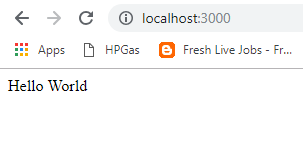 localhost:3000
Apps HPGas Fresh Live Jobs - Fr...
Hello World